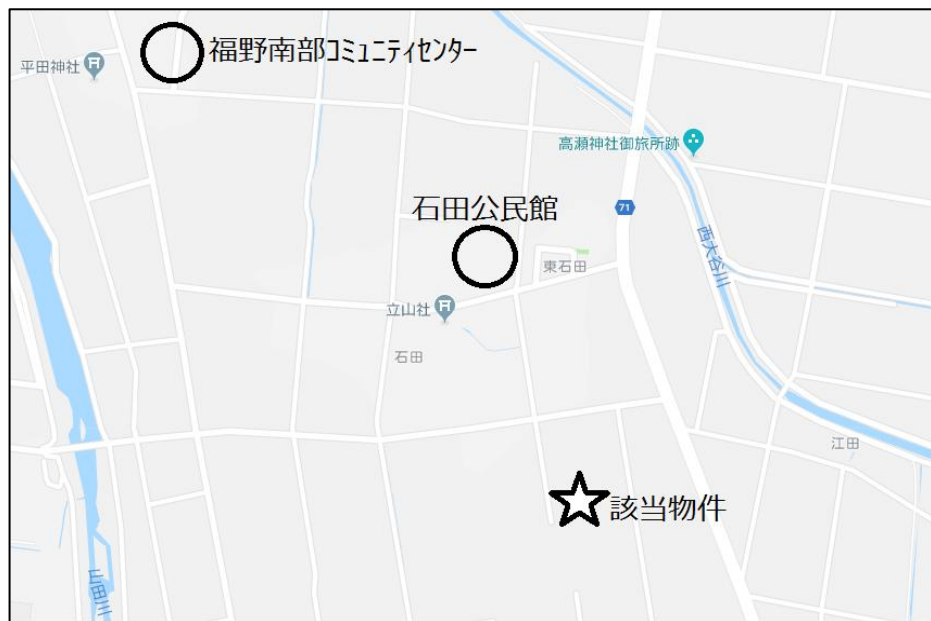 福野南部ｺﾐｭﾆﾃｨｾﾝﾀｰ
平田神社
高瀬神社御旅所跡
石田公民館
71
西大谷川
東石田
立山社
石田
江田
該当物件
山田川